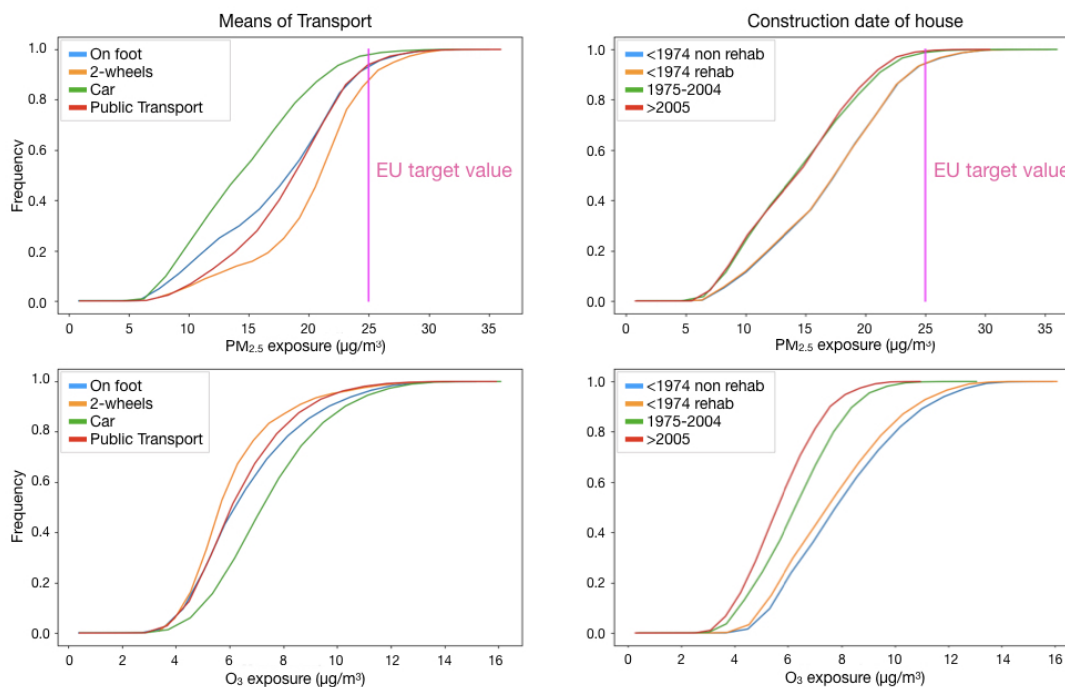 Means of Transport
1.0
0.8
0.6
0.4
0.2
0.0
Frequency
On foot
2-wheels
Car
Public Transport
EU target value
0 5 10 15 20 25 30 35
PM2.5 exposure (µg/m³)
Construction date of house
1.0
0.8
0.6
0.4
0.2
0.0
<1974 non rehab
<1974 rehab
1975-2004
>2005
EU target value
0 5 10 15 20 25 30 35
PM2.5 exposure (µg/m³)
1.0
0.8
0.6
0.4
0.2
0.0
Frequency
On foot
2-wheels
Car
Public Transport
0 2 4 6 8 10 12 14 16
O3 exposure (µg/m³)
1.0
0.8
0.6
0.4
0.2
0.0
<1974 non rehab
<1974 rehab
1975-2004
>2005
0 2 4 6 8 10 12 14 16
O3 exposure (µg/m³)